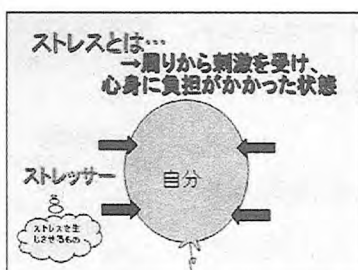 ストレスとは…
→周りから刺激を受け、
心身に負担がかかった状態
ストレッサー
自分
ストレスを生
じさせるもの